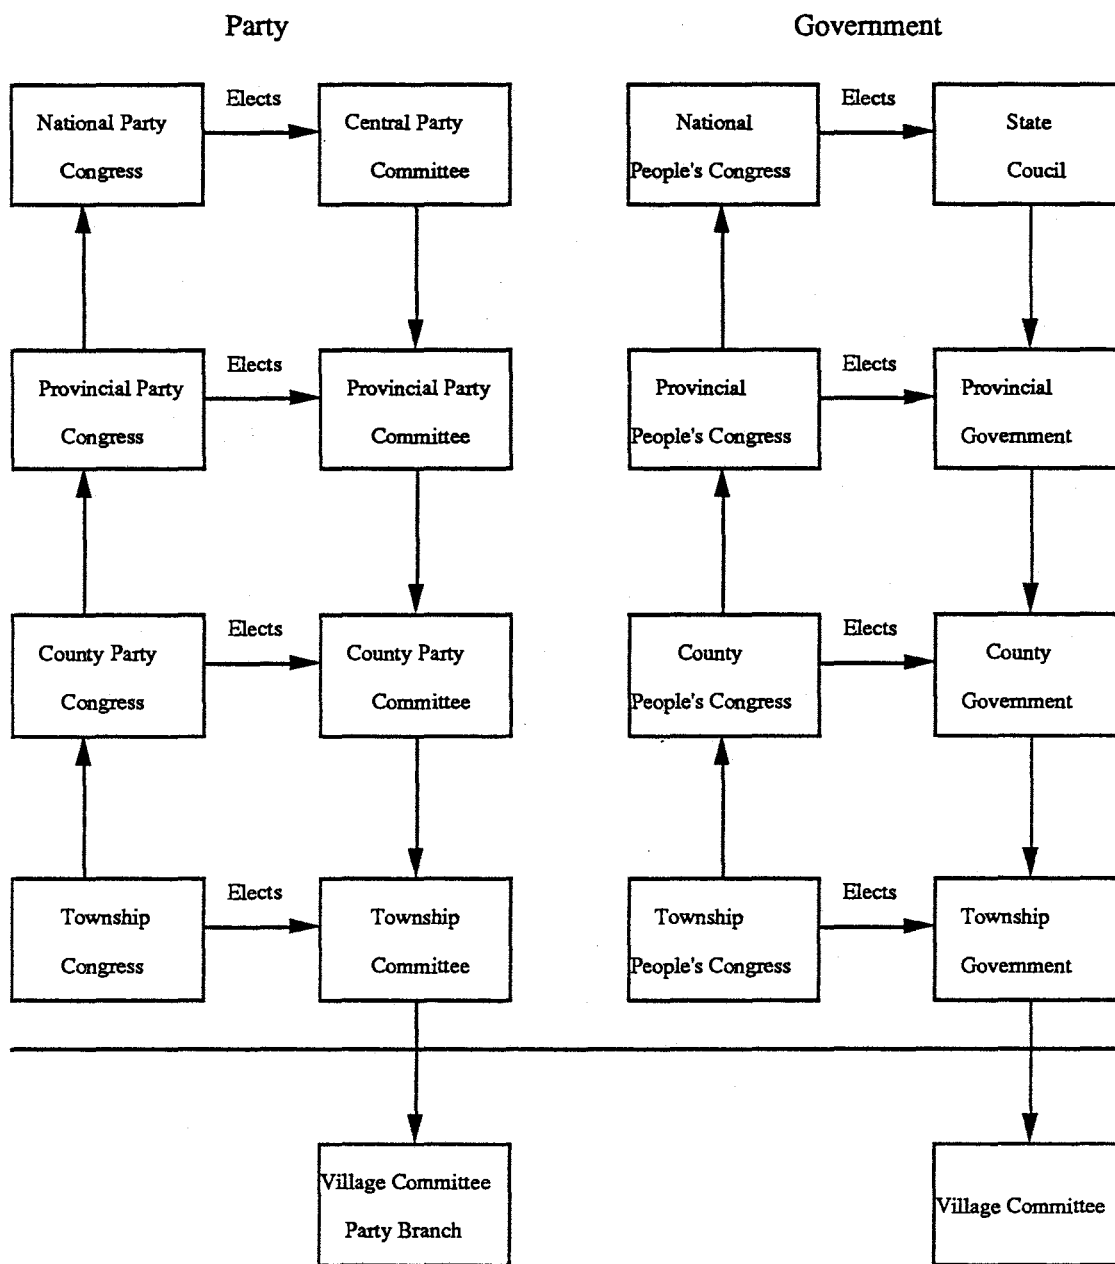 Party
Government
National Party
Congress
Elects
Central Party
Committee
National
People's Congress
Elects
State
Coucil
Provincial Party
Congress
Elects
Provincial Party
Committee
Provincial
People's Congress
Elects
Provincial
Government
County Party
Congress
Elects
County Party
Committee
County
People's Congress
Elects
County
Government
Township
Congress
Elects
Township
Committee
Township
People's Congress
Elects
Township
Government
Village Committee
Party Branch
Village Committee